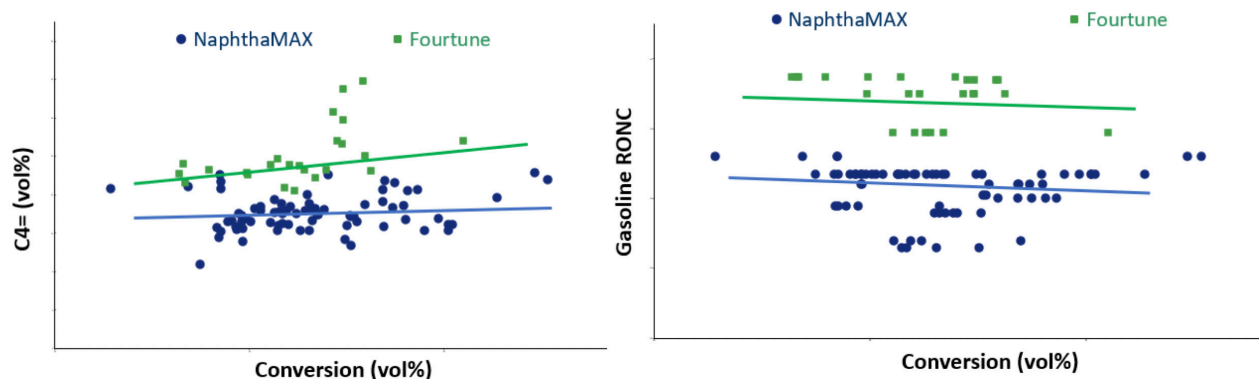 NaphthaMAX Fourtune
C4= (vol%)
Conversion (vol%)
NaphthaMAX Fourtune
Gasoline RONC
Conversion (vol%)